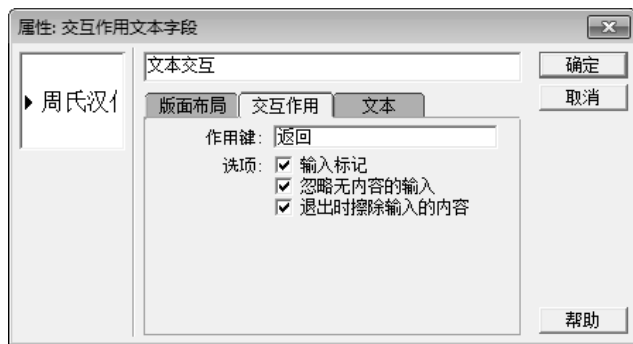 属性: 交互作用文本字段
文本交互
确定
周氏汉仆
取消
版面布局 交互作用 文本
作用键: 返回
选项: 输入标记
忽略无内容的输入
退出时擦除输入的内容
帮助